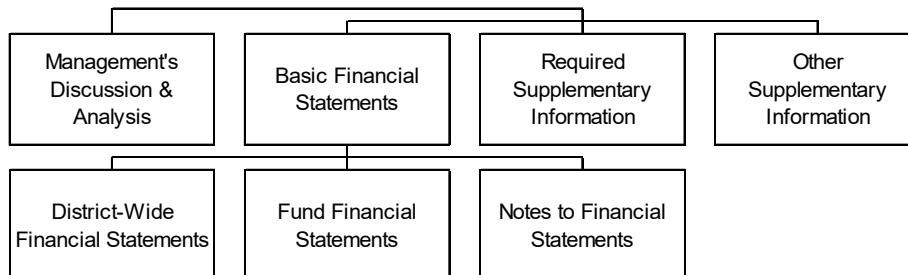 Management's
Discussion &
Analysis
Basic Financial
Statements
Required
Supplementary
Information
Other
Supplementary
Information
District-Wide
Financial Statements
Fund Financial
Statements
Notes to Financial
Statements